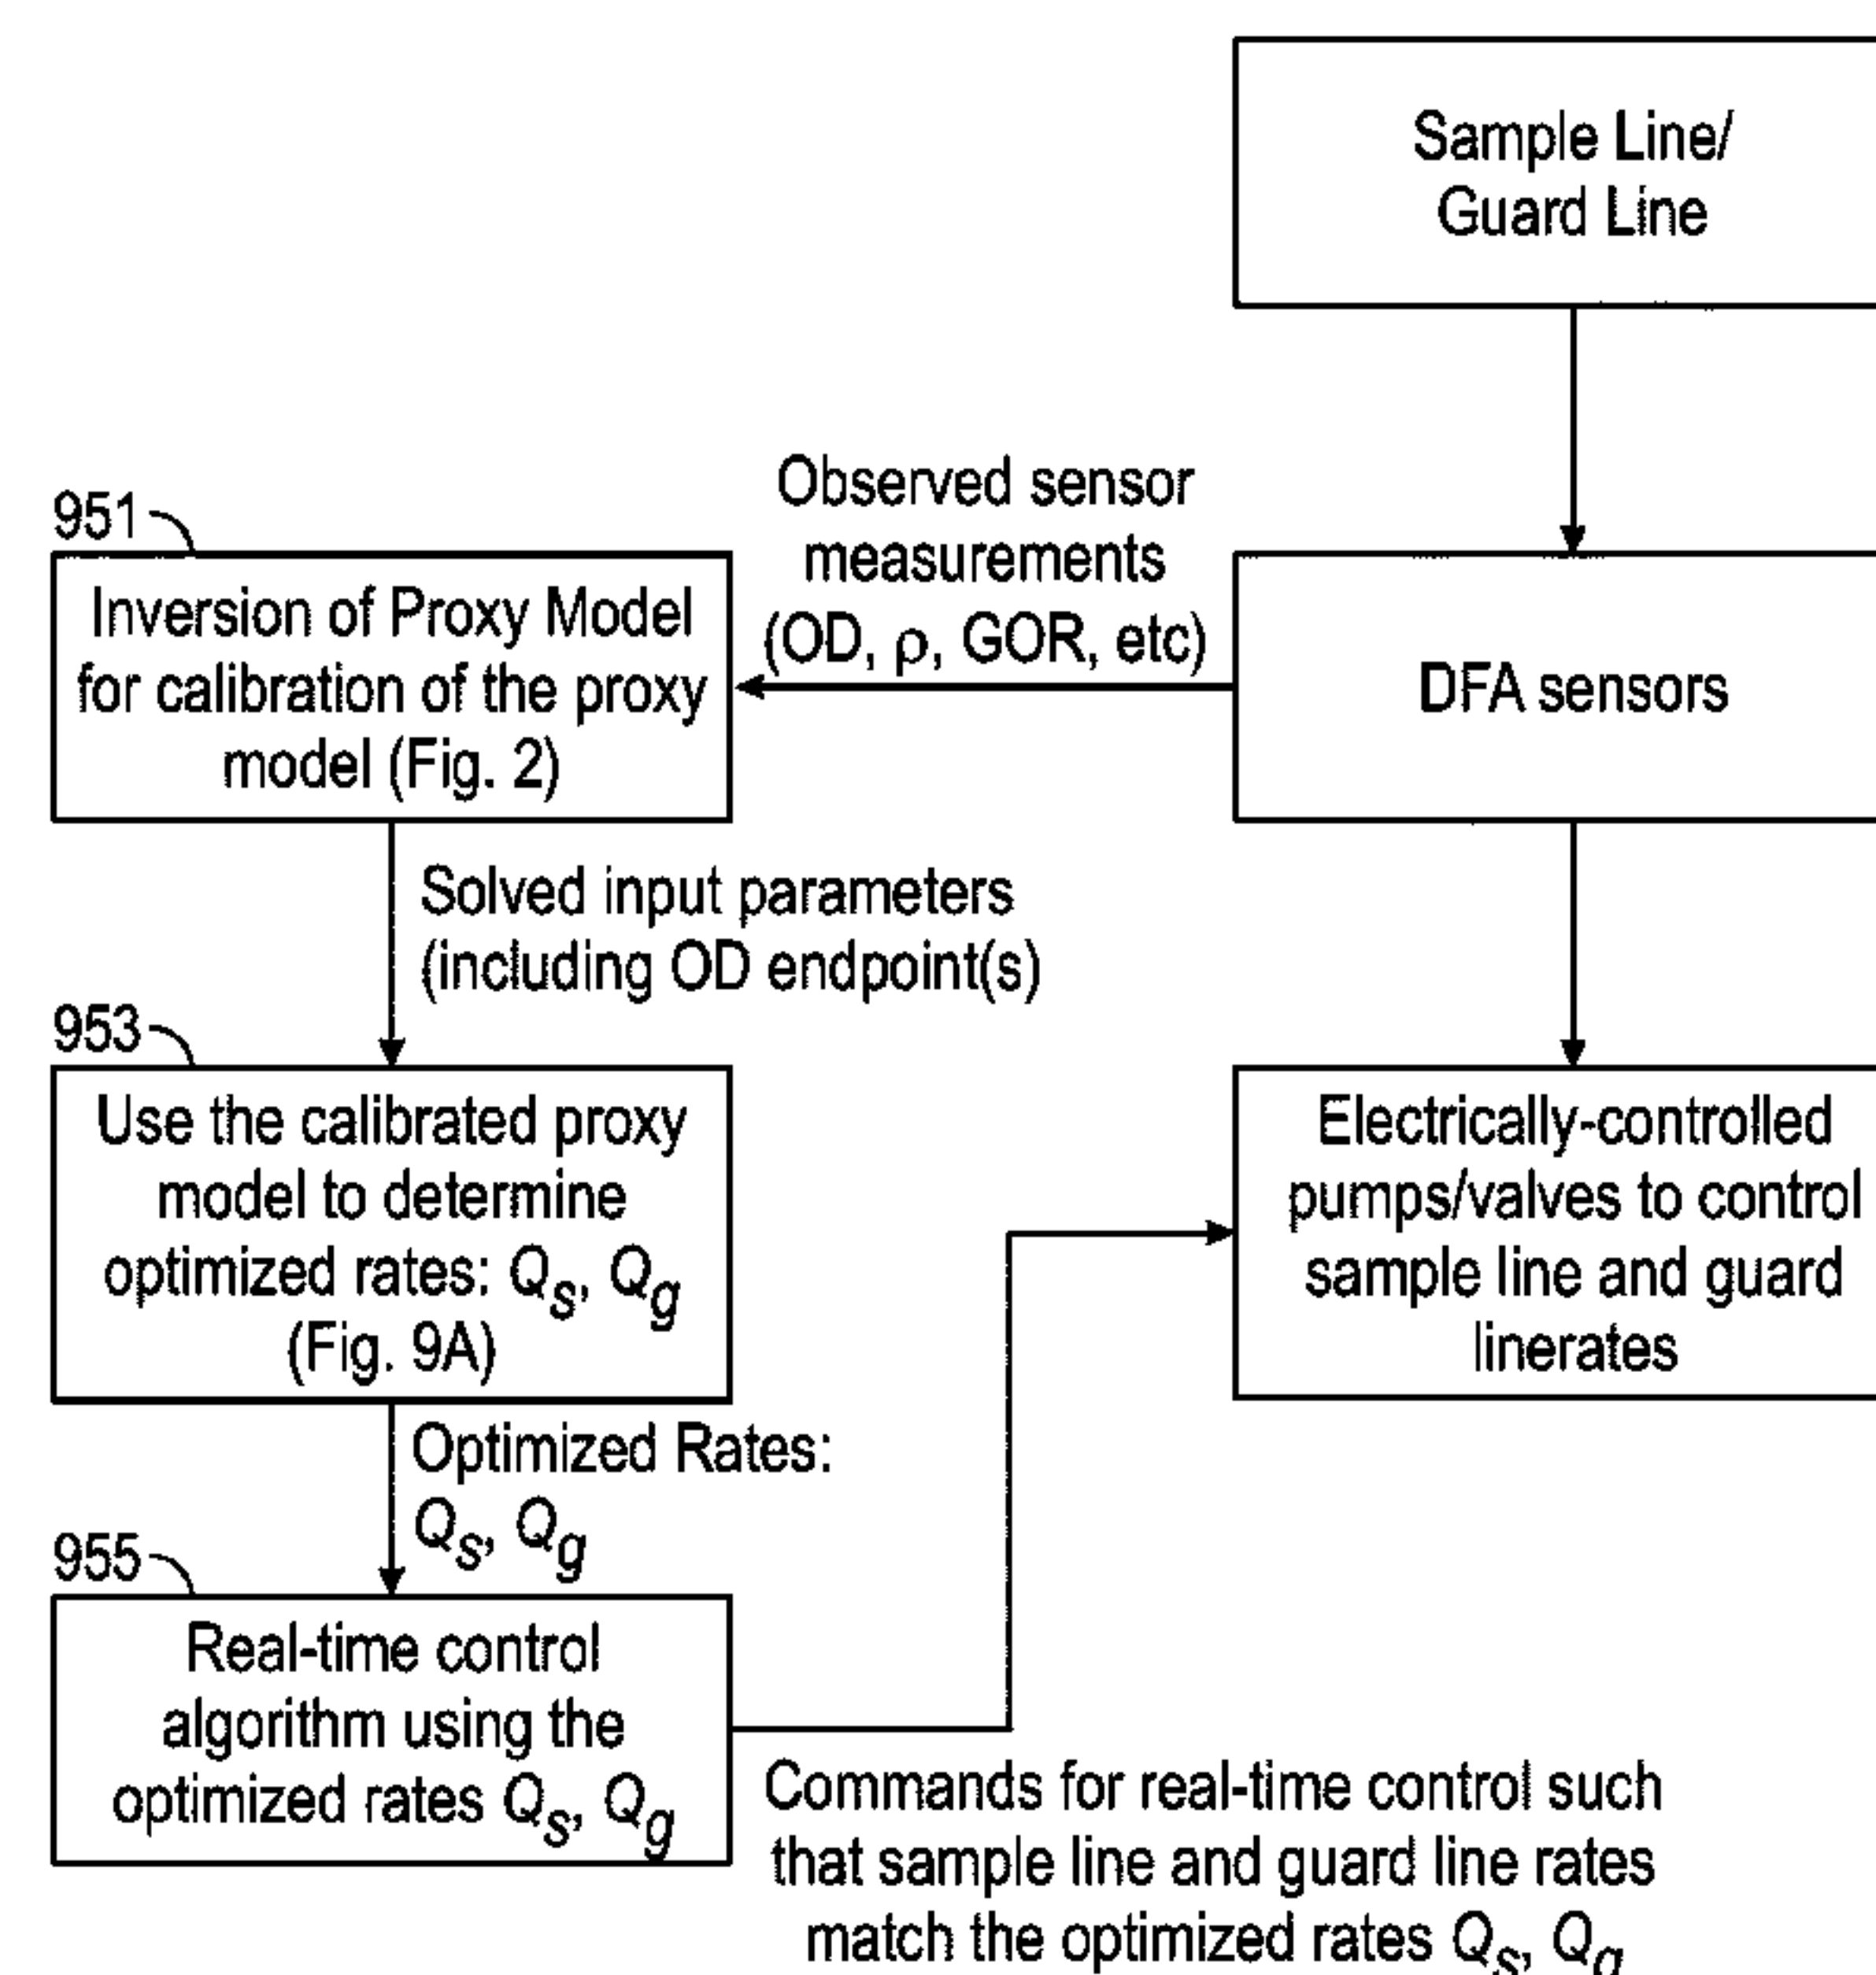 Sample Line/
Guard Line
Observed sensor
measurements
(OD, ρ, GOR, etc)
951
Inversion of Proxy Model
for calibration of the proxy
model (Fig. 2)
DFA sensors
Solved input parameters
(including OD endpoint(s)
953
Use the calibrated proxy
model to determine
optimized rates: Qs, Qg
(Fig. 9A)
Electrically-controlled
pumps/valves to control
sample line and guard
linerates
Optimized Rates:
Qs, Qg
955
Real-time control
algorithm using the
optimized rates Qs, Qg
Commands for real-time control such
that sample line and guard line rates
match the optimized rates Qs, Qg